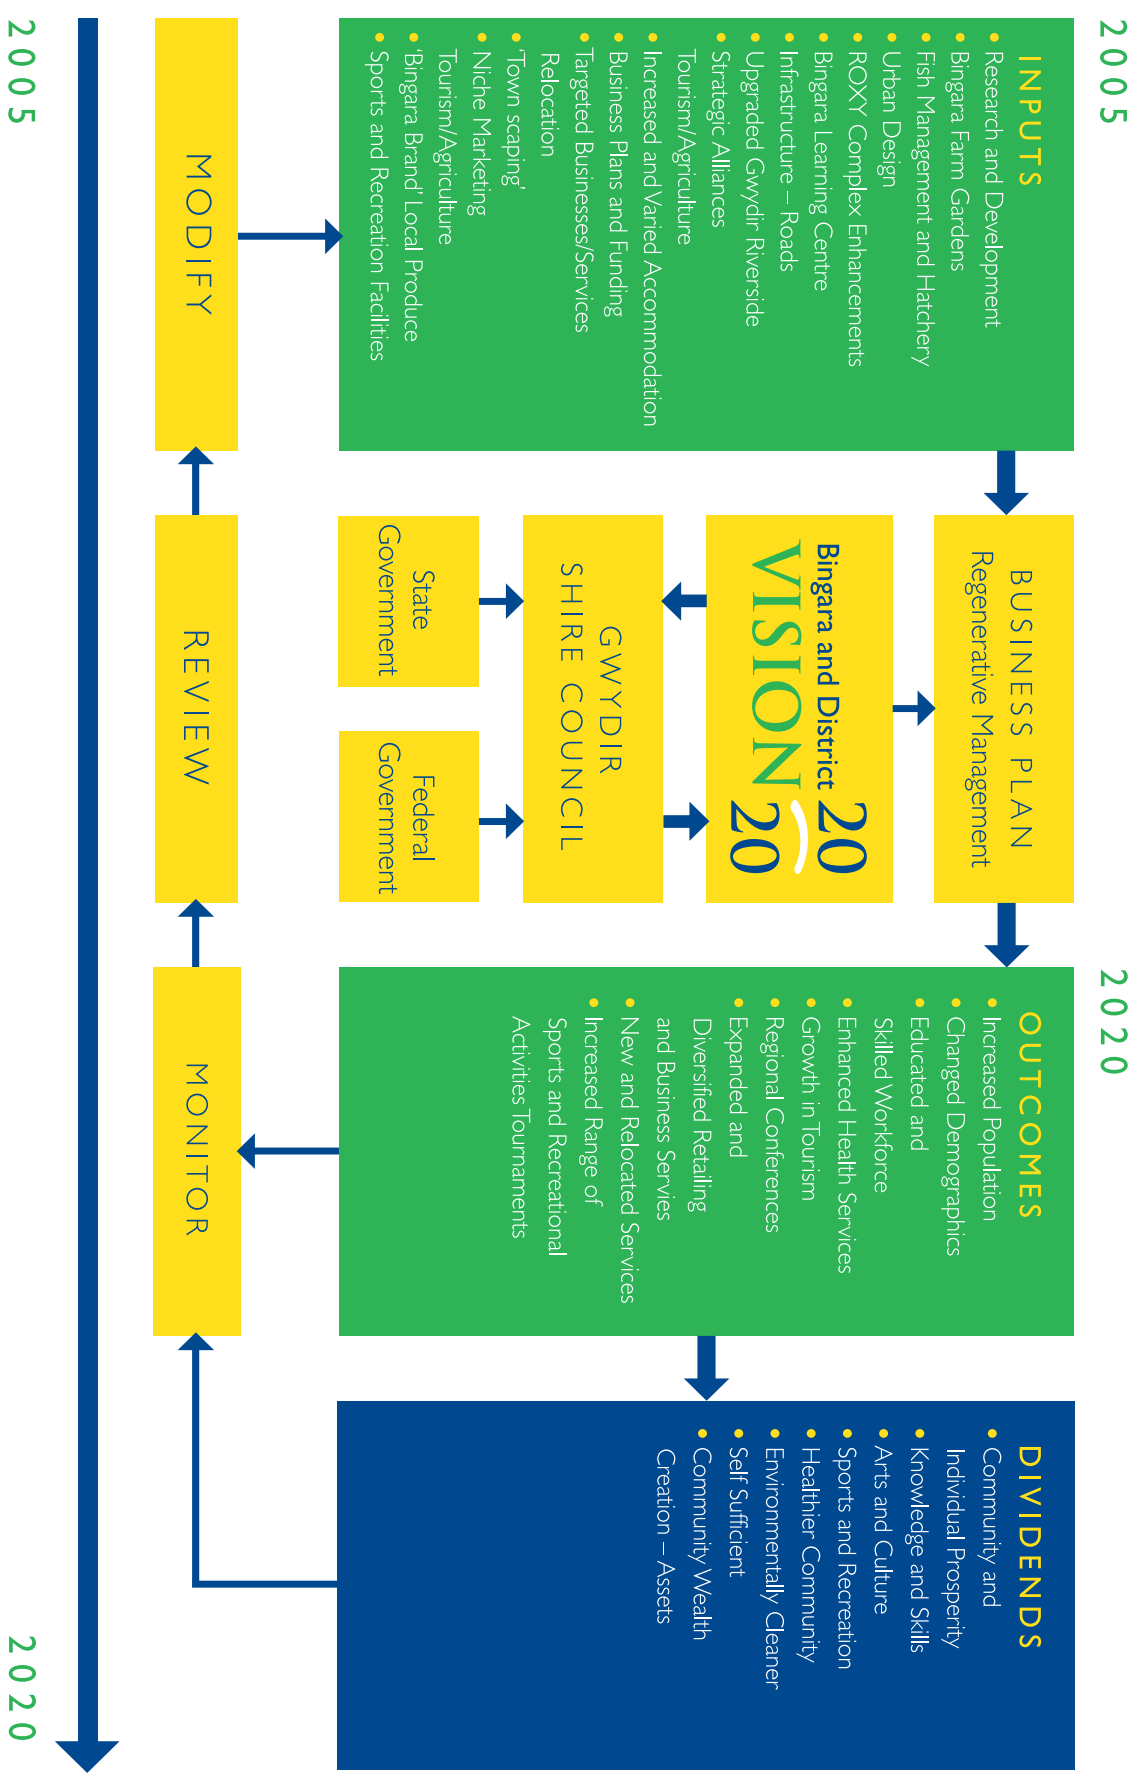 2005
2020
INPUTS
Research and Development
Bingara Farm Gardens
Fish Management and Hatchery
Urban Design
ROXY Complex Enhancements
Bingara Learning Centre
Infrastructure – Roads
Upgraded Gwydir Riverside
Strategic Alliances
Tourism/Agriculture
Increased and Varied Accommodation
Business Plans and Funding
Targeted Businesses/Services
Relocation
'Town scaping'
Niche Marketing
Tourism/Agriculture
'Bingara Brand' Local Produce
Sports and Recreation Facilities
BUSINESS PLAN
Regenerative Management
Bingara and District
VISION
20
20
GWYDIR
SHIRE COUNCIL
State
Government
Federal
Government
OUTCOMES
Increased Population
Changed Demographics
Educated and
Skilled Workforce
Enhanced Health Services
Growth in Tourism
Regional Conferences
Expanded and
Diversified Retailing
and Business Servies
New and Relocated Services
Increased Range of
Sports and Recreational
Activities Tournaments
DIVIDENDS
Community and
Individual Prosperity
Knowledge and Skills
Arts and Culture
Sports and Recreation
Healthier Community
Environmentally Cleaner
Self Sufficient
Community Wealth
Creation – Assets
MODIFY
REVIEW
MONITOR
2005
2020